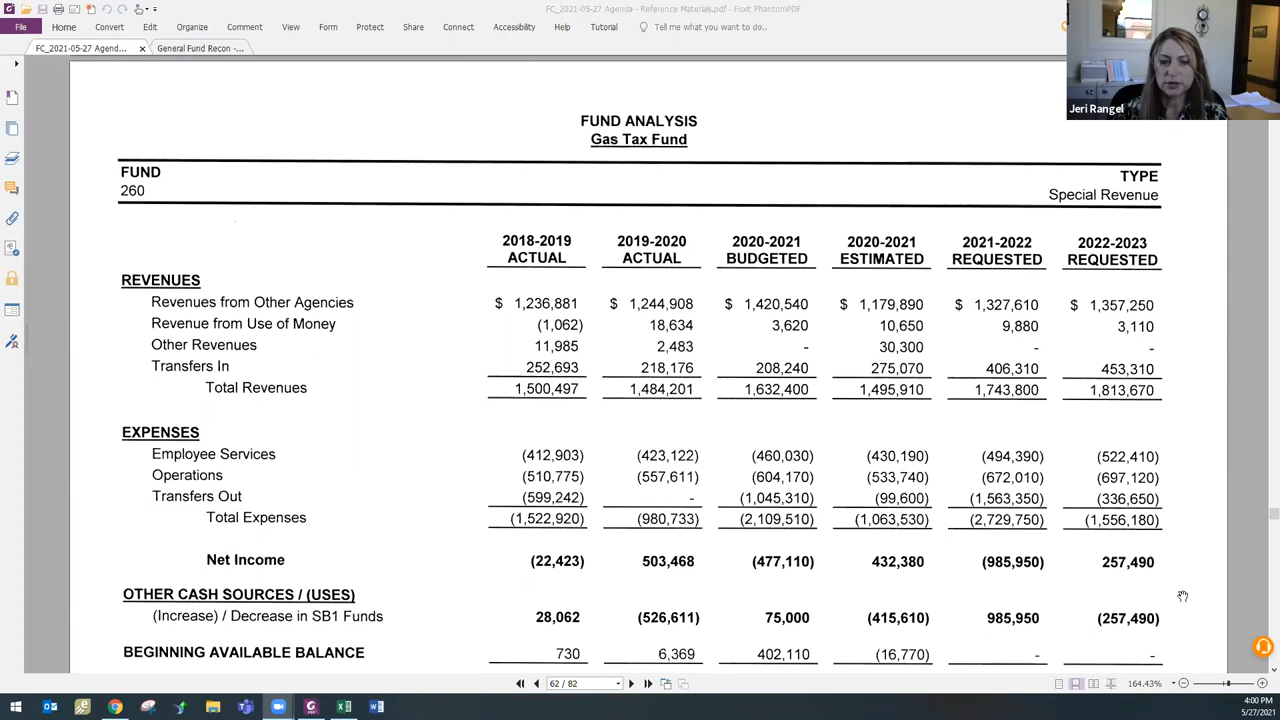 FC_2021-05-27 Agenda - Reference Materials.pdf - Foxit PhantomPDF
File Home Convert Edit Organize Comment View Form Protect Share Connect Accessibility Help Tutorial Tell me what you want to do..
FC_2021-05-27 Agend... General Fund Recon -...
Jeri Rangel
FUND ANALYSIS
Gas Tax Fund
FUND TYPE
260 Special Revenue
2018-2019 2019-2020 2020-2021 2020-2021 2021-2022 2022-2023
ACTUAL ACTUAL BUDGETED ESTIMATED REQUESTED REQUESTED
REVENUES
Revenues from Other Agencies $ 1,236,881 $ 1,244,908 $ 1,420,540 $ 1,179,890 $ 1,327,610 $ 1,357,250
Revenue from Use of Money (1,062) 18,634 3,620 10,650 9,880 3,110
Other Revenues 11,985 2,483 - 30,300 - -
Transfers In 252,693 218,176 208,240 275,070 406,310 453,310
Total Revenues 1,500,497 1,484,201 1,632,400 1,495,910 1,743,800 1,813,670
EXPENSES
Employee Services (412,903) (423,122) (460,030) (430,190) (494,390) (522,410)
Operations (510,775) (557,611) (604,170) (533,740) (672,010) (697,120)
Transfers Out (599,242) - (1,045,310) (99,600) (1,563,350) (336,650)
Total Expenses (1,522,920) (980,733) (2,109,510) (1,063,530) (2,729,750) (1,556,180)
Net Income (22,423) 503,468 (477,110) 432,380 (985,950) 257,490
OTHER CASH SOURCES / (USES)
(Increase) / Decrease in SB1 Funds 28,062 (526,611) 75,000 (415,610) 985,950 (257,490)
BEGINNING AVAILABLE BALANCE 730 6,369 402,110 (16,770) - -
62 / 82 164.43%
4:00 PM
5/27/2021